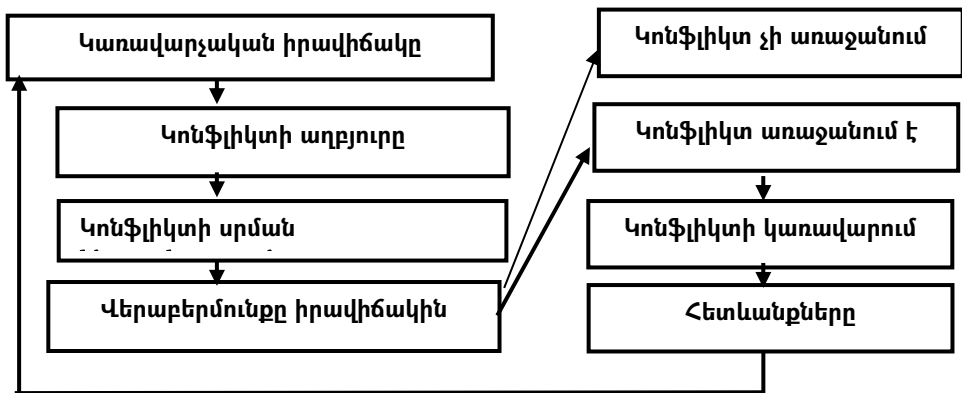 Կառավարչական իրավիճակը
Կոնֆլիկտի աղբյուրը
Կոնֆլիկտի սրման
Վերաբերմունքը իրավիճակին
Կոնֆլիկտ չի առաջանում
Կոնֆլիկտ առաջանում է
Կոնֆլիկտի կառավարում
Հետևանքները